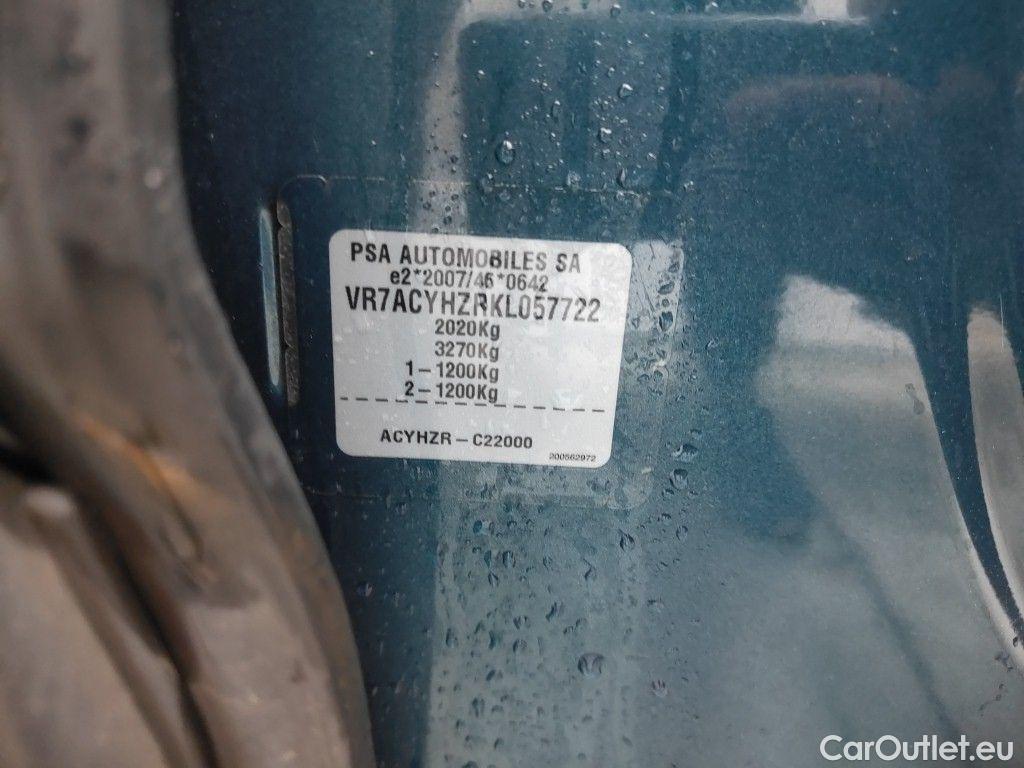 PSA AUTOMOBILES SA
e2*2007/46*0642
VR7ACYHZRKL057722
2020Kg
3270Kg
1-1200Kg
2-1200Kg
ACYHZR-C22000
200562972
CarOutlet.eu